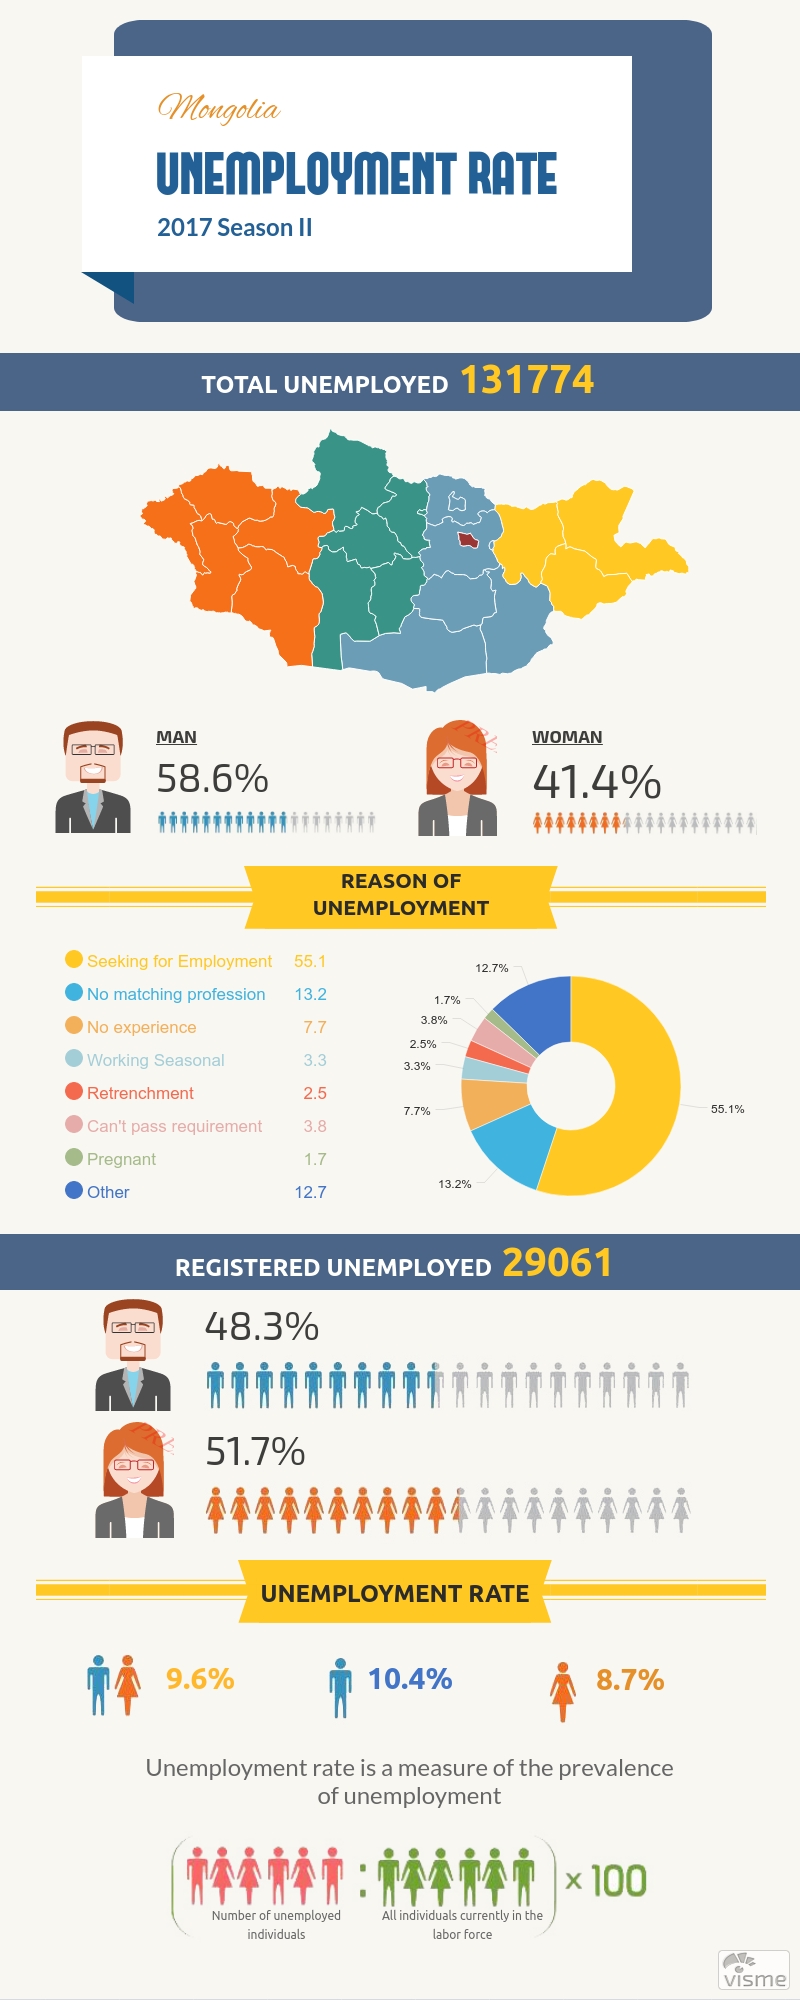 Mongolia
UNEMPLOYMENT RATE
2017 Season II
TOTAL UNEMPLOYED 131774
MAN
58.6%
WOMAN
41.4%
REASON OF
UNEMPLOYMENT
Seeking for Employment 55.1
No matching profession 13.2
No experience 7.7
Working Seasonal 3.3
Retrenchment 2.5
Can't pass requirement 3.8
Pregnant 1.7
Other 12.7
12.7%
1.7%
3.8%
2.5%
3.3%
7.7%
13.2%
55.1%
REGISTERED UNEMPLOYED 29061
48.3%
51.7%
UNEMPLOYMENT RATE
9.6%
10.4%
8.7%
Unemployment rate is a measure of the prevalence
of unemployment
: x 100
Number of unemployed
individuals
All individuals currently in the
labor force
visme